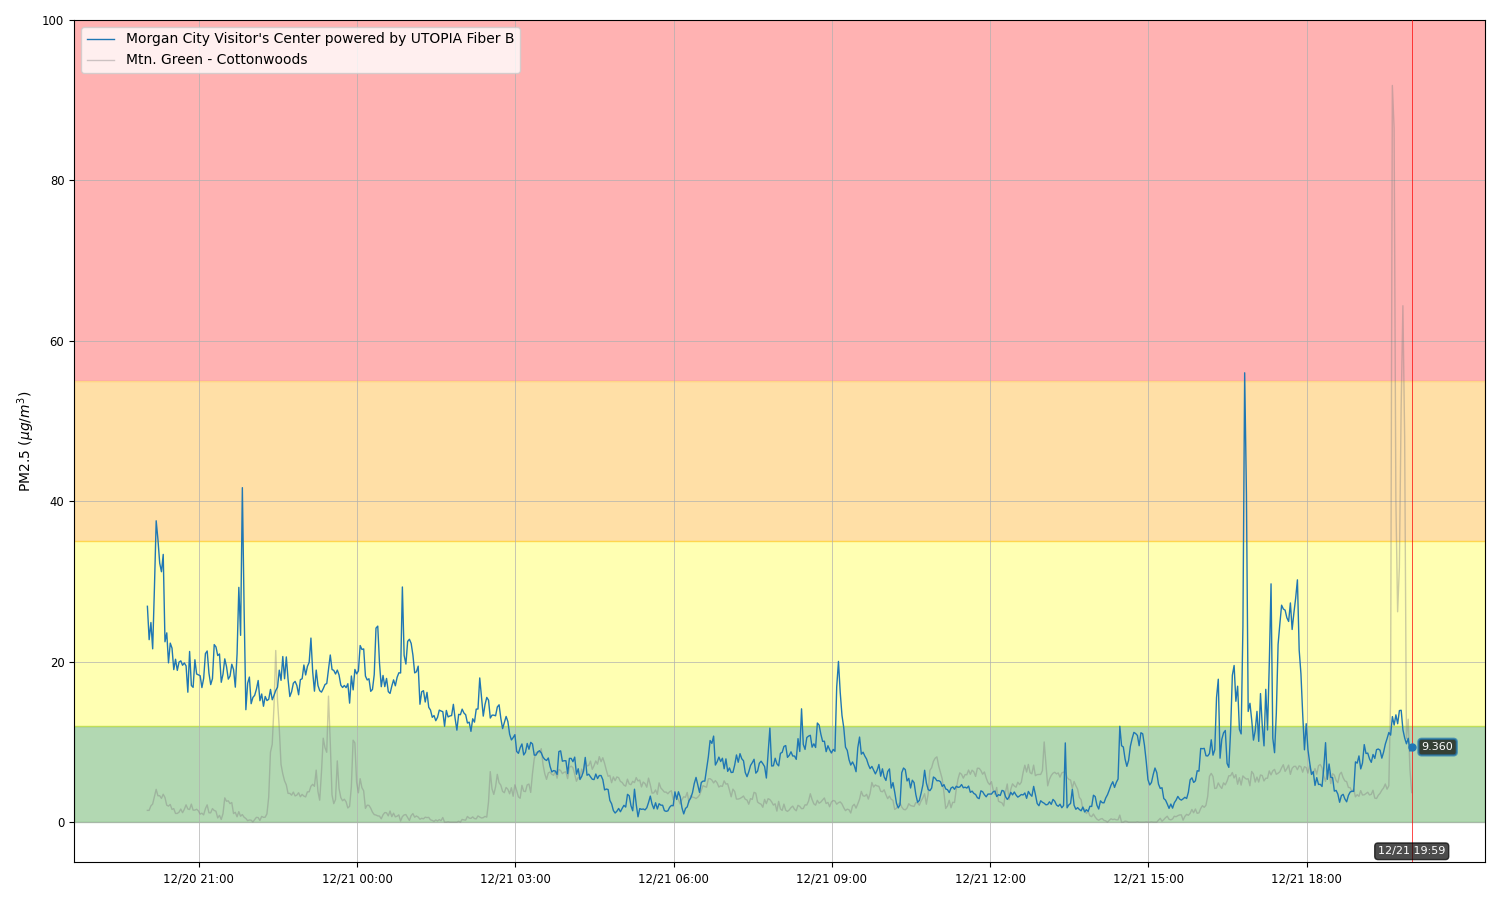 100
Morgan City Visitor's Center powered by UTOPIA Fiber B
Mtn. Green - Cottonwoods
80
60
PM2.5 (μg/m³)
40
20
9.360
0
12/21 19:59
12/20 21:00 12/21 00:00 12/21 03:00 12/21 06:00 12/21 09:00 12/21 12:00 12/21 15:00 12/21 18:00